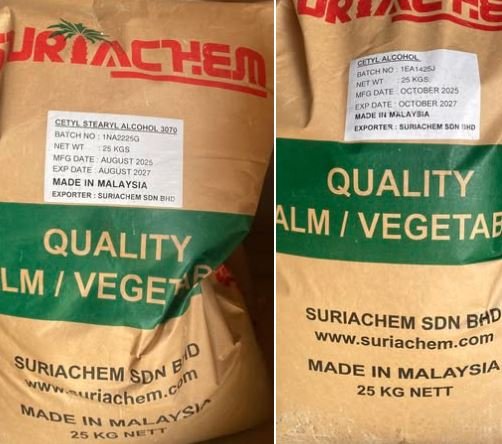 SURIACHEM
CETYL STEARYL ALCOHOL 3070
BATCH NO : 1NA2225G
NET WT : 25 KGS
MFG DATE : AUGUST 2025
EXP DATE : AUGUST 2027
MADE IN MALAYSIA
EXPORTER : SURIACHEM SDN BHD
QUALITY
LM / VEGETAB
SURIACHEM SDN BHD
www.suriachem.com
MADE IN MALAYSIA
25 KG NETT
SURIACHEM
CETYL ALCOHOL
BATCH NO : 1EA1425J
NET WT : 25 KGS
MFG DATE : OCTOBER 2025
EXP DATE : OCTOBER 2027
MADE IN MALAYSIA
EXPORTER : SURIACHEM SDN BHD
QUALITY
ALM / VEGETAB
SURIACHEM SDN BHD
www.suriachem.com
MADE IN MALAYSIA
25 KG NETT